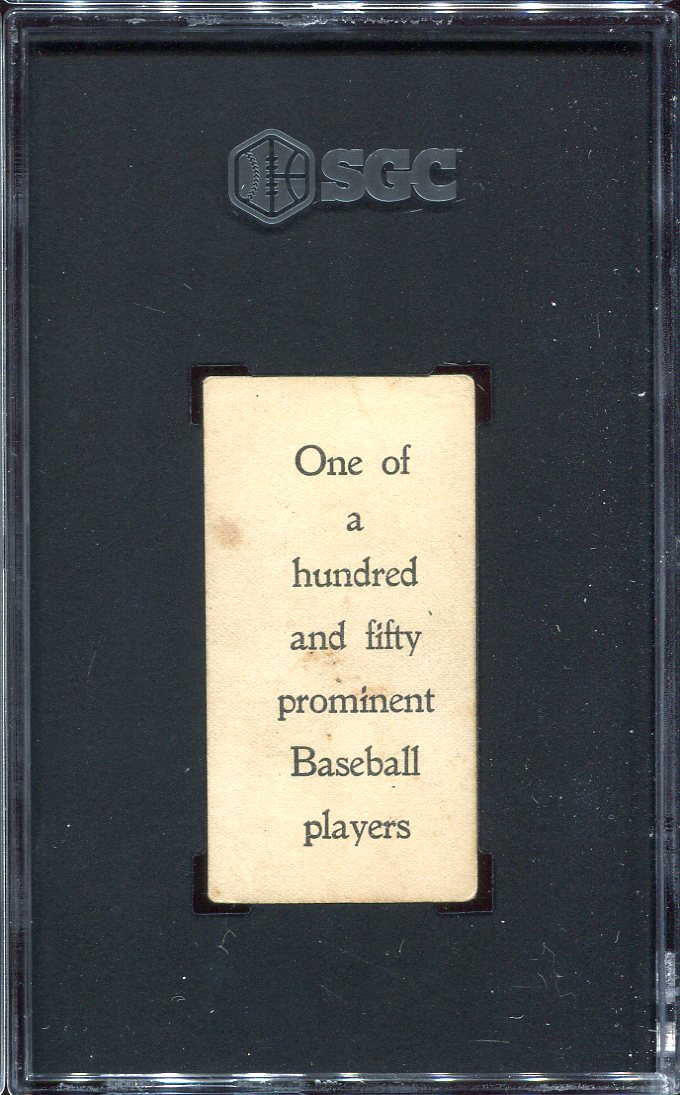 SGC
One of
a
hundred
and fifty
prominent
Baseball
players